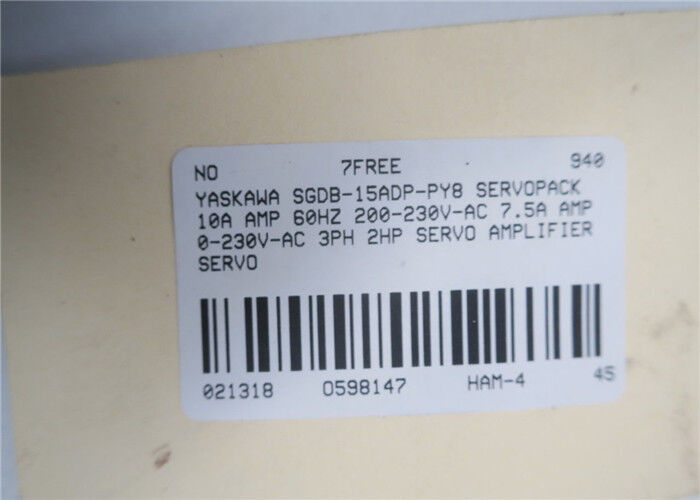 NO 7FREE 940
YASKAWA SGDB-15ADP-PY8 SERVOPACK
10A AMP 60HZ 200-230V-AC 7.5A AMP
0-230V-AC 3PH 2HP SERVO AMPLIFIER
SERVO
021318 0598147 HAM-4 45